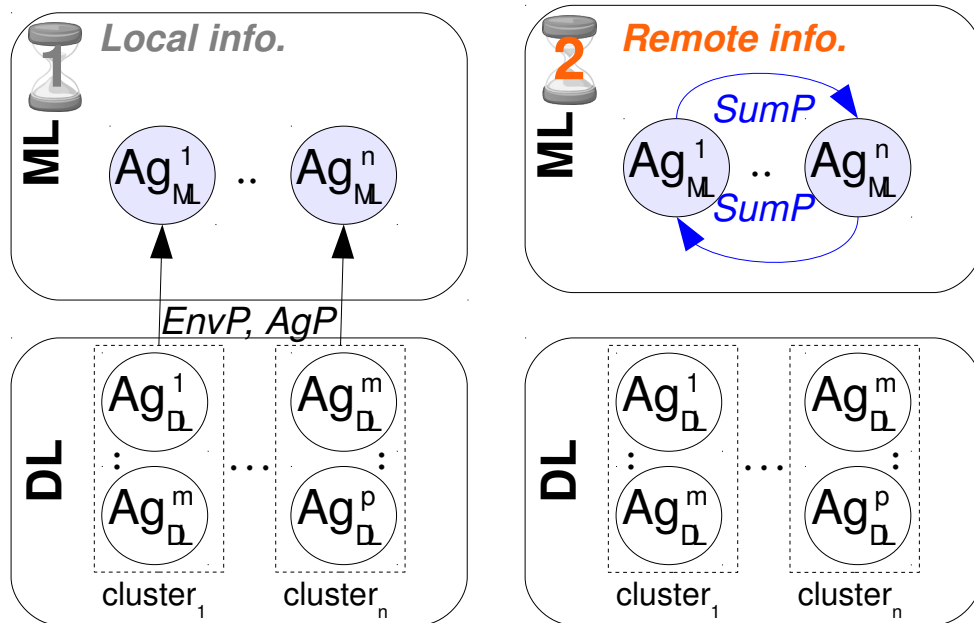 1 Local info.
ML
Ag 1 ML .. Ag n ML
EnvP, AgP
DL
Ag 1 DL Ag m DL
: ... :
Ag m DL Ag p DL
cluster 1 cluster n
2 Remote info.
ML
SumP
Ag 1 ML .. Ag n ML
SumP
DL
Ag 1 DL Ag m DL
: ... :
Ag m DL Ag p DL
cluster 1 cluster n